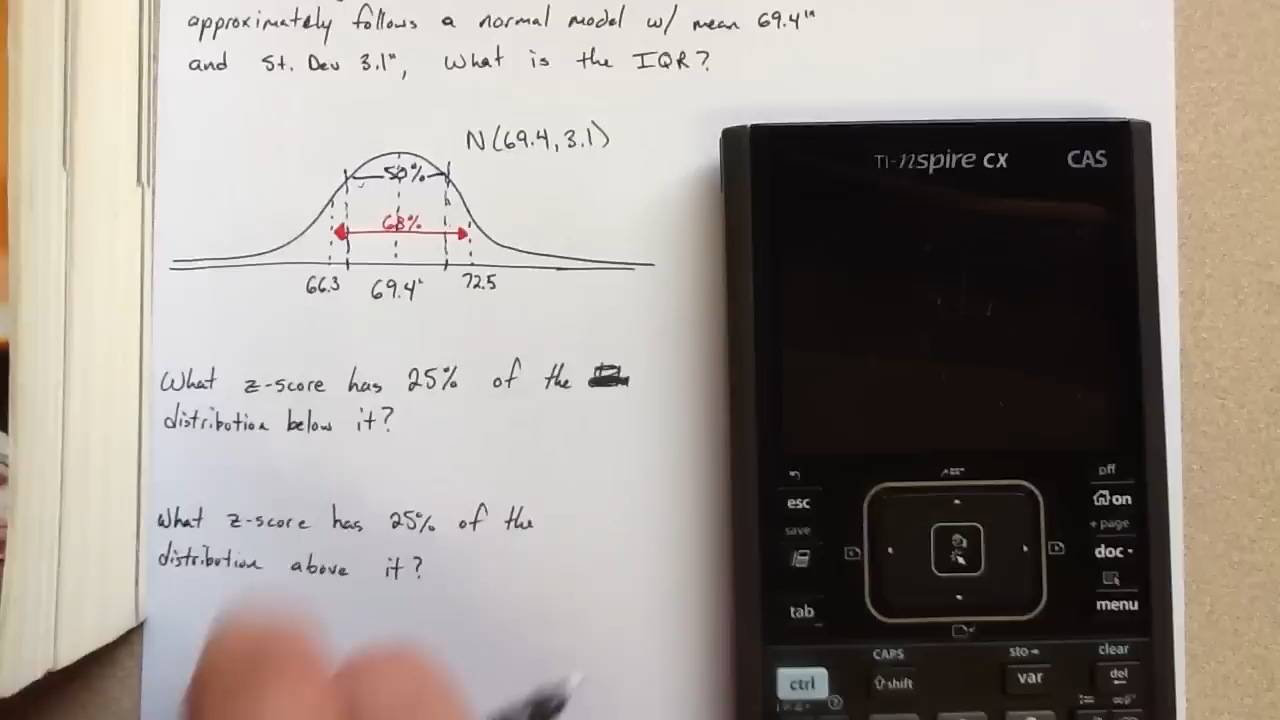 approximately follows a normal model w/ mean 69.4in
and St. Dev 3.1", What is the IQR?
N(69.4, 3.1)
50%
68%
66.3
69.4"
72.5
What z-score has 25% of the
distribution below it?
What z-score has 25% of the
distribution above it?
TI-nspire CX CAS
off
esc
on
save
+ page
doc
tab
menu
CAPS
sto
clear
ctrl
shift
var
del